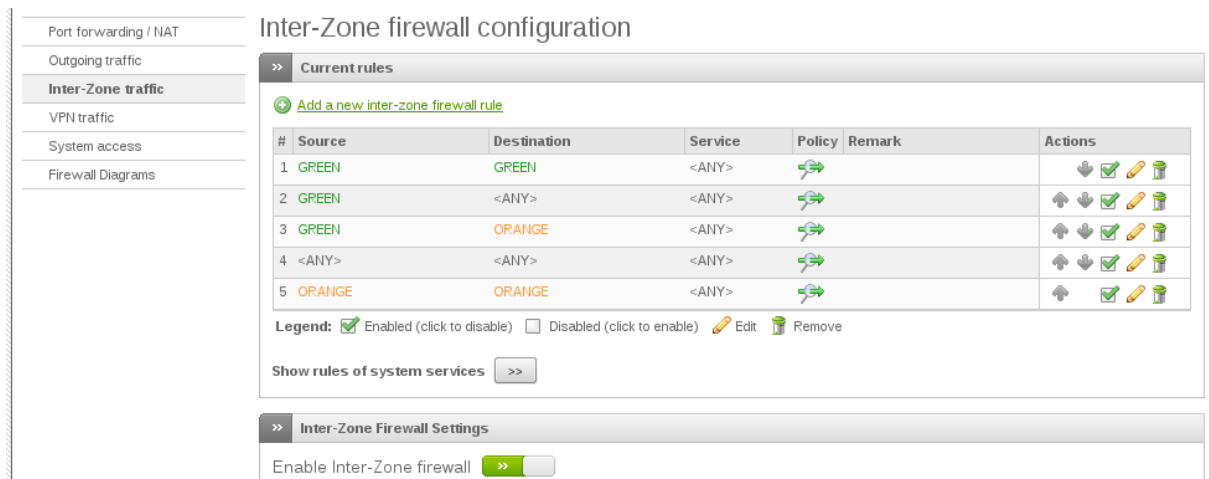 Port forwarding / NAT
Outgoing traffic
Inter-Zone traffic
VPN traffic
System access
Firewall Diagrams
Inter-Zone firewall configuration
>> Current rules
Add a new inter-zone firewall rule
# Source Destination Service Policy Remark Actions
1 GREEN GREEN <ANY>
2 GREEN <ANY> <ANY>
3 GREEN ORANGE <ANY>
4 <ANY> <ANY> <ANY>
5 ORANGE ORANGE <ANY>
Legend: Enabled (click to disable) Disabled (click to enable) Edit Remove
Show rules of system services >>
>> Inter-Zone Firewall Settings
Enable Inter-Zone firewall >>